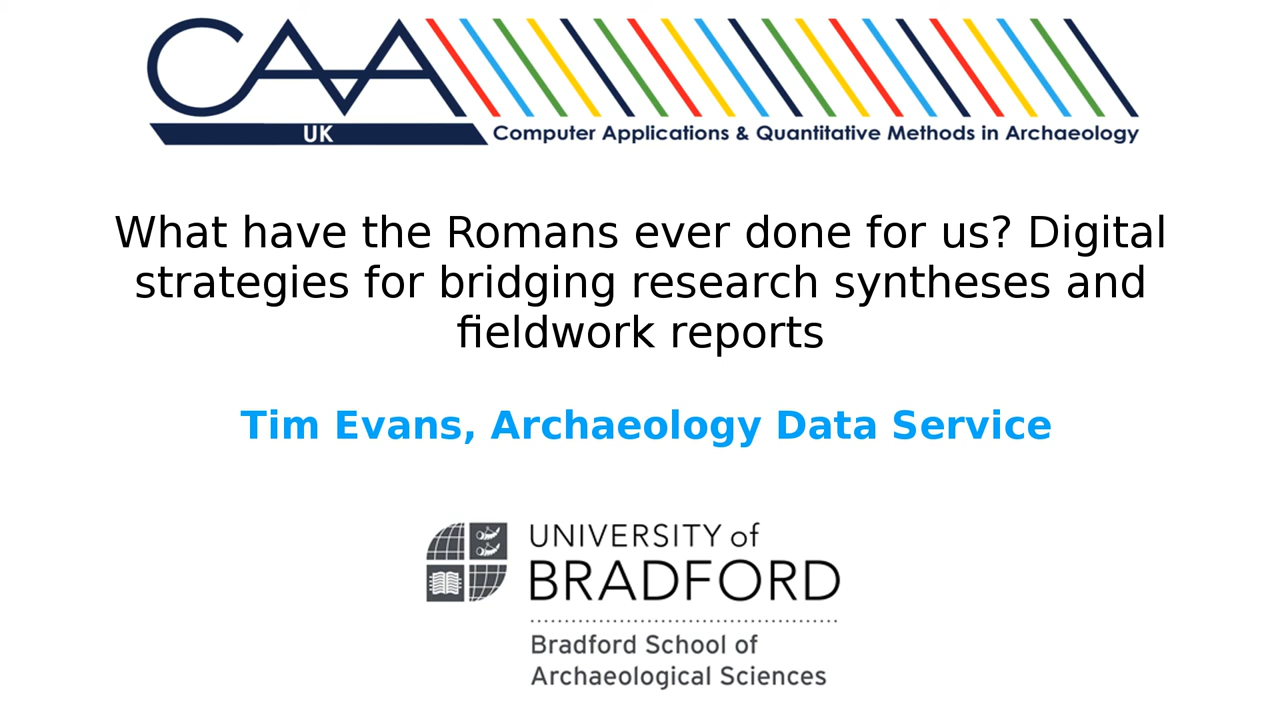 CAA
UK
Computer Applications & Quantitative Methods in Archaeology
What have the Romans ever done for us? Digital
strategies for bridging research syntheses and
fieldwork reports
Tim Evans, Archaeology Data Service
UNIVERSITY of
BRADFORD
Bradford School of
Archaeological Sciences